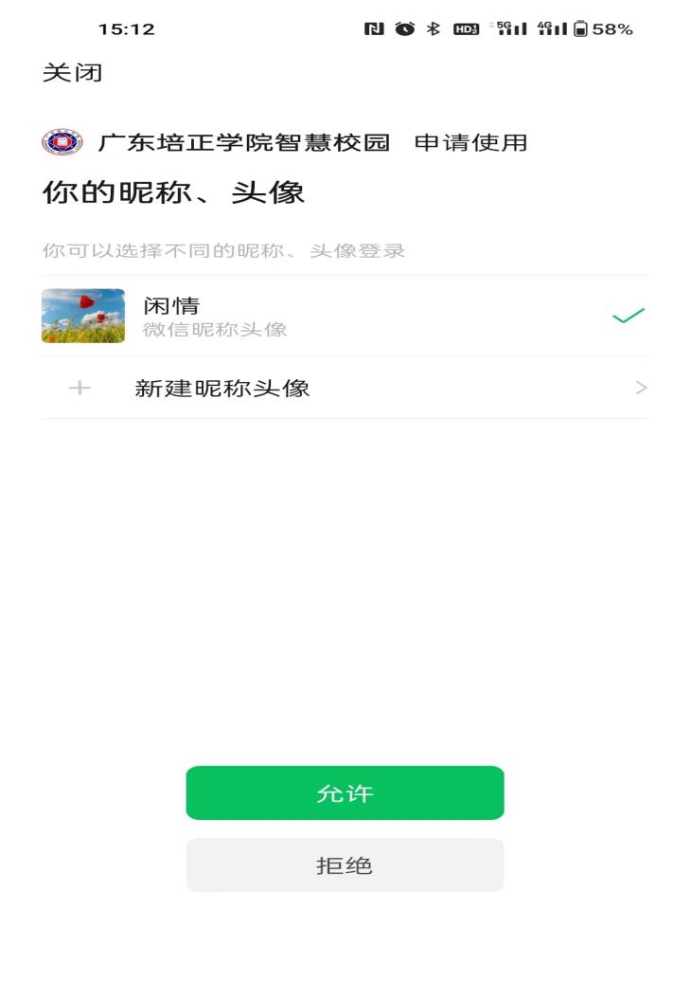 15:12 HD 5G 4G 58%
关闭
广东培正学院智慧校园 申请使用
你的昵称、头像
你可以选择不同的昵称、头像登录
闲情
微信昵称头像
新建昵称头像
允许
拒绝